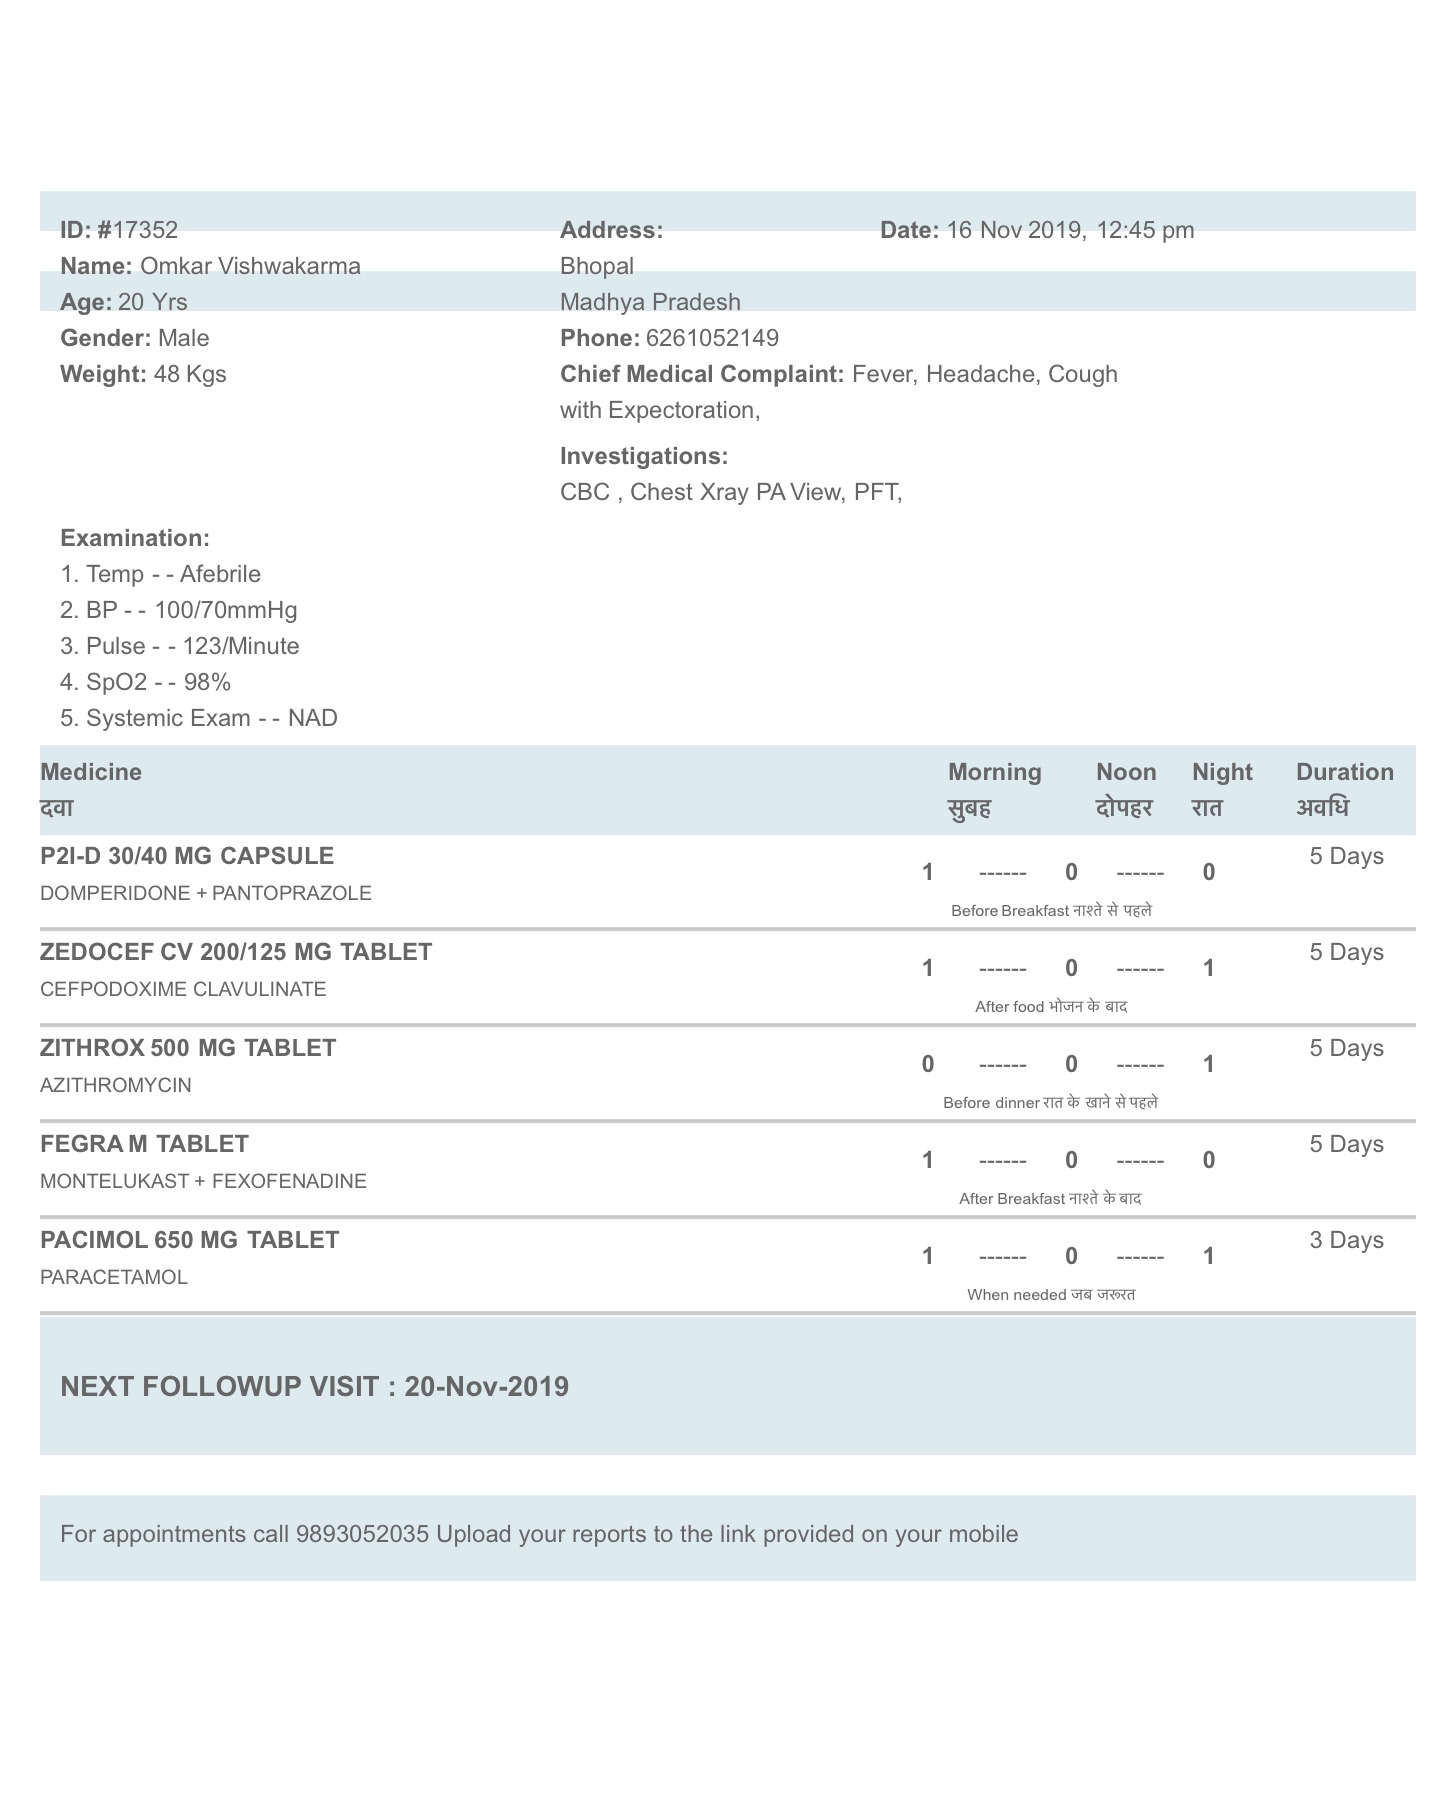 ID: #17352
Address:
Date: 16 Nov 2019, 12:45 pm
Name: Omkar Vishwakarma
Bhopal
Age: 20 Yrs
Madhya Pradesh
Gender: Male
Phone: 6261052149
Weight: 48 Kgs
Chief Medical Complaint: Fever, Headache, Cough
with Expectoration,
Investigations:
CBC , Chest Xray PA View, PFT,
Examination:
1. Temp - - Afebrile
2. BP - - 100/70mmHg
3. Pulse - - 123/Minute
4. SpO2 - - 98%
5. Systemic Exam - - NAD
Medicine Morning Noon Night Duration
दवा सुबह दोपहर रात अवधि
P2I-D 30/40 MG CAPSULE 5 Days
1 ------ 0 ------ 0
DOMPERIDONE + PANTOPRAZOLE
Before Breakfast नाश्ते से पहले
ZEDOCEF CV 200/125 MG TABLET 5 Days
1 ------ 0 ------ 1
CEFPODOXIME CLAVULINATE
After food भोजन के बाद
ZITHROX 500 MG TABLET 5 Days
0 ------ 0 ------ 1
AZITHROMYCIN
Before dinner रात के खाने से पहले
FEGRA M TABLET 5 Days
1 ------ 0 ------ 0
MONTELUKAST + FEXOFENADINE
After Breakfast नाश्ते के बाद
PACIMOL 650 MG TABLET 3 Days
1 ------ 0 ------ 1
PARACETAMOL
When needed जब जरूरत
NEXT FOLLOWUP VISIT : 20-Nov-2019
For appointments call 9893052035 Upload your reports to the link provided on your mobile